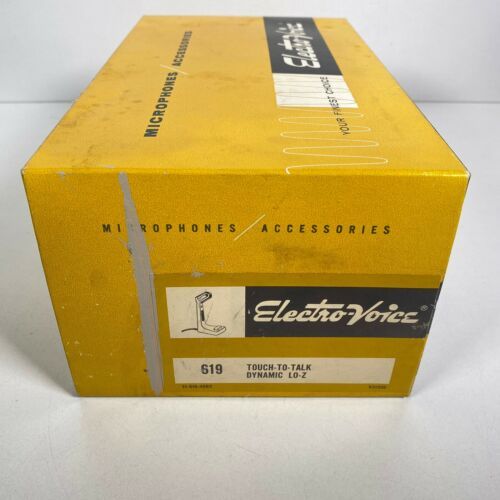 MICROPHONES / ACCESSORIES
Electro-Voice
YOUR FINEST CHOICE
MICROPHONES / ACCESSORIES
Electro-Voice®
619 TOUCH-TO-TALK
DYNAMIC LO-Z